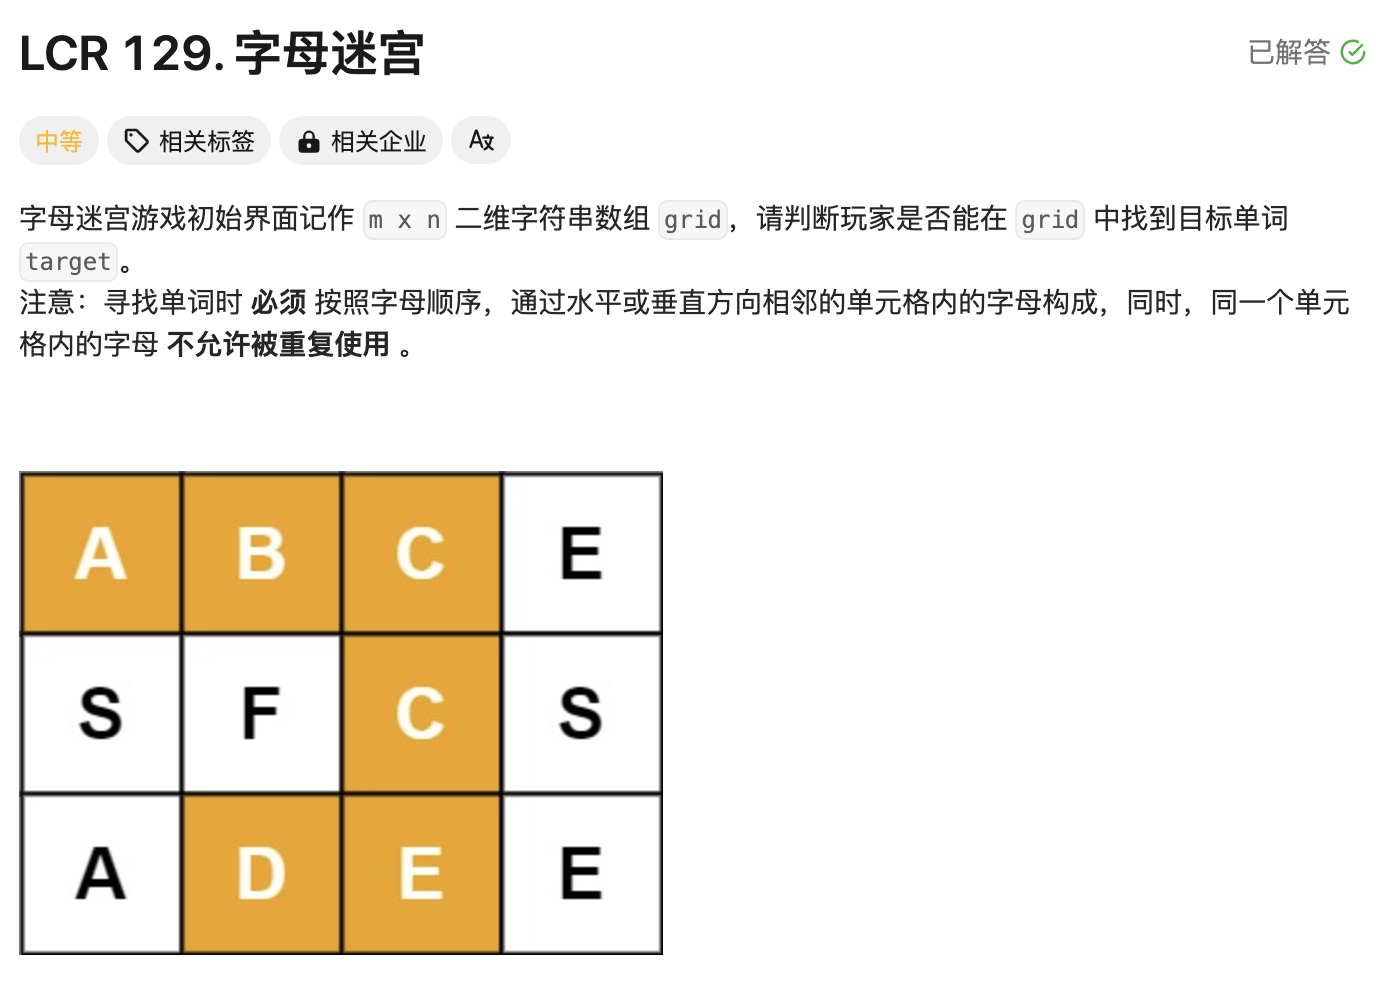 LCR 129. 字母迷宫
已解答
中等
相关标签
相关企业
字母迷宫游戏初始界面记作 m x n 二维字符串数组 grid，请判断玩家是否能在 grid 中找到目标单词
target。
注意：寻找单词时 必须 按照字母顺序，通过水平或垂直方向相邻的单元格内的字母构成，同时，同一个单元
格内的字母 不允许被重复使用 。
A B C E
S F C S
A D E E